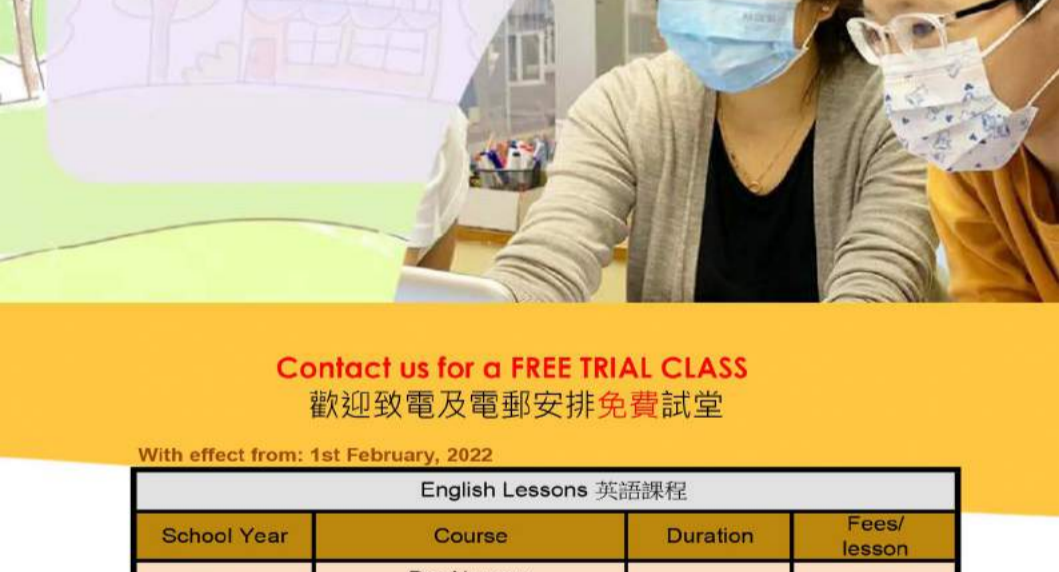 Contact us for a FREE TRIAL CLASS
歡迎致電及電郵安排免費試堂
With effect from: 1st February, 2022
English Lessons 英語課程
School Year Course Duration Fees/
lesson